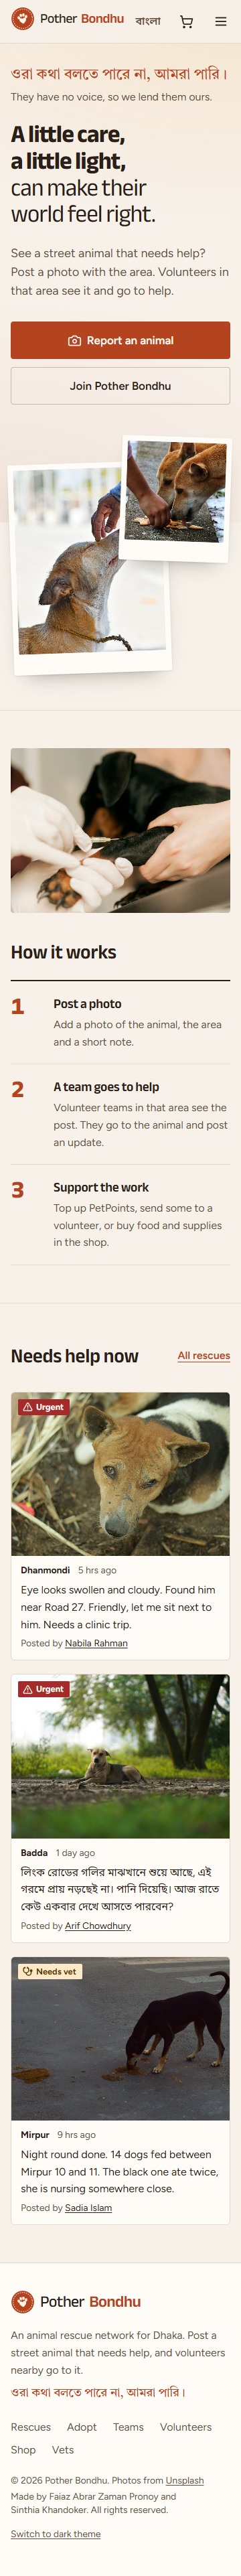 Pother Bondhu বাংলা
ওরা কথা বলতে পারে না, আমরা পারি।
They have no voice, so we lend them ours.
A little care,
a little light,
can make their
world feel right.
See a street animal that needs help?
Post a photo with the area. Volunteers in
that area see it and go to help.
Report an animal
Join Pother Bondhu
How it works
1 Post a photo
Add a photo of the animal, the area
and a short note.
2 A team goes to help
Volunteer teams in that area see the
post. They go to the animal and post
an update.
3 Support the work
Top up PetPoints, send some to a
volunteer, or buy food and supplies
in the shop.
Needs help now All rescues
Urgent
Dhanmondi 5 hrs ago
Eye looks swollen and cloudy. Found him
near Road 27. Friendly, let me sit next to
him. Needs a clinic trip.
Posted by Nabila Rahman
Urgent
Badda 1 day ago
লিংক রোডের গলির মাঝখানে শুয়ে আছে, এই
গরমে প্রায় নড়ছেই না। পানি দিয়েছি। আজ রাতে
কেউ একবার দেখে আসতে পারবেন?
Posted by Arif Chowdhury
Needs vet
Mirpur 9 hrs ago
Night round done. 14 dogs fed between
Mirpur 10 and 11. The black one ate twice,
she is nursing somewhere close.
Posted by Sadia Islam
Pother Bondhu
An animal rescue network for Dhaka. Post a
street animal that needs help, and volunteers
nearby go to it.
ওরা কথা বলতে পারে না, আমরা পারি।
Rescues Adopt Teams Volunteers
Shop Vets
© 2026 Pother Bondhu. Photos from Unsplash
Made by Faiaz Abrar Zaman Pronoy and
Sinthia Khandoker. All rights reserved.
Switch to dark theme